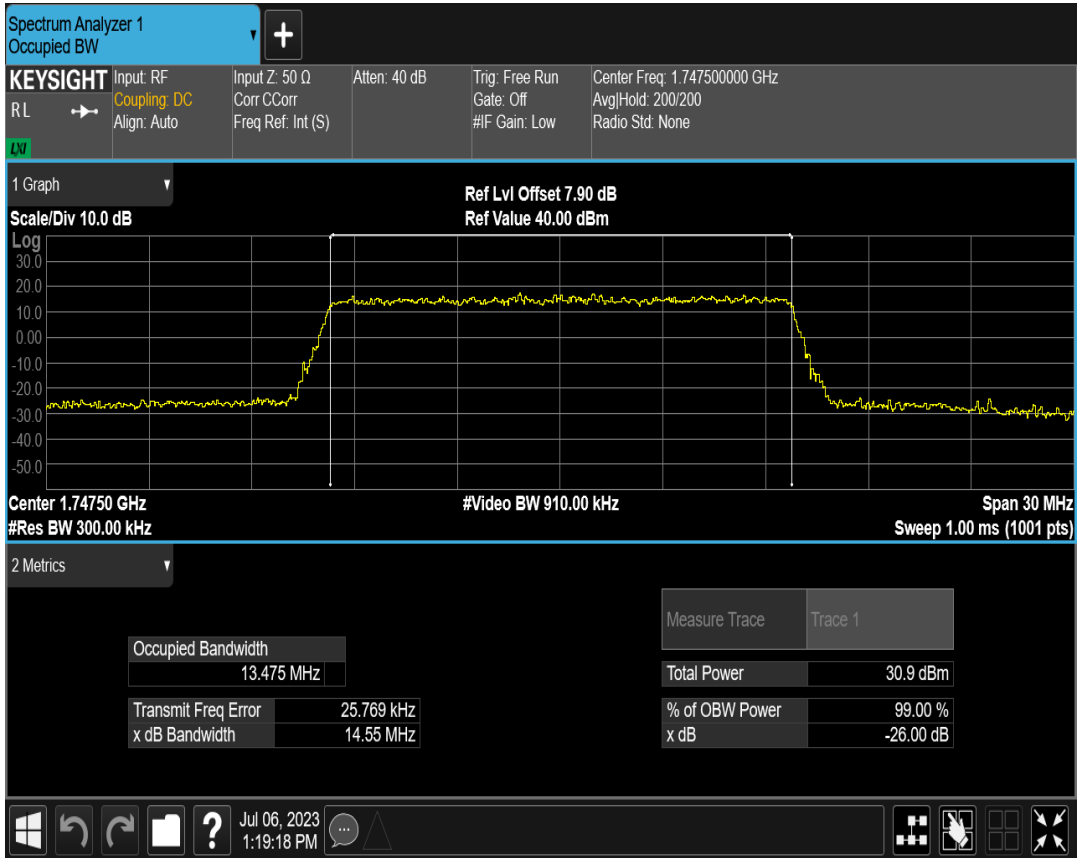 Spectrum Analyzer 1
Occupied BW
KEYSIGHT
RL
LXI
Input: RF
Coupling: DC
Align: Auto
Input Z: 50 Ω
Corr CCorr
Freq Ref: Int (S)
Atten: 40 dB
Trig: Free Run
Gate: Off
#IF Gain: Low
Center Freq: 1.747500000 GHz
Avg|Hold: 200/200
Radio Std: None
1 Graph
Ref Lvl Offset 7.90 dB
Scale/Div 10.0 dB
Ref Value 40.00 dBm
Log
30.0
20.0
10.0
0.00
-10.0
-20.0
-30.0
-40.0
-50.0
Center 1.74750 GHz
#Video BW 910.00 kHz
Span 30 MHz
#Res BW 300.00 kHz
Sweep 1.00 ms (1001 pts)
2 Metrics
Measure Trace
Trace 1
Occupied Bandwidth
13.475 MHz
Total Power
30.9 dBm
Transmit Freq Error
25.769 kHz
% of OBW Power
99.00 %
x dB Bandwidth
14.55 MHz
x dB
-26.00 dB
?
Jul 06, 2023
1:19:18 PM